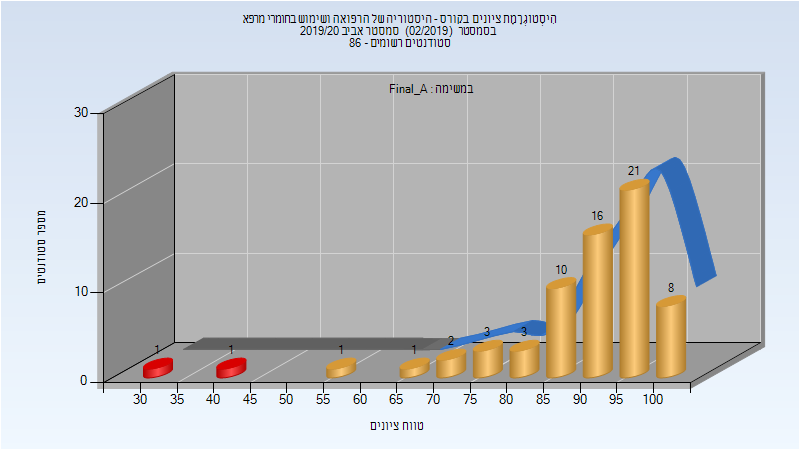 הִיסְטוֹגְרָמַת ציונים בקורס - היסטוריה של הרפואה ושימוש בחומרי מרפא
בסמסטר (02/2019) סמסטר אביב 2019/20
סטודנטים רשומים - 86
במשימה : Final_A
מספר סטודנטים
30
20
10
0
1
1
1
1
2
3
3
10
16
21
8
30 35 40 45 50 55 60 65 70 75 80 85 90 95 100
טווח ציונים